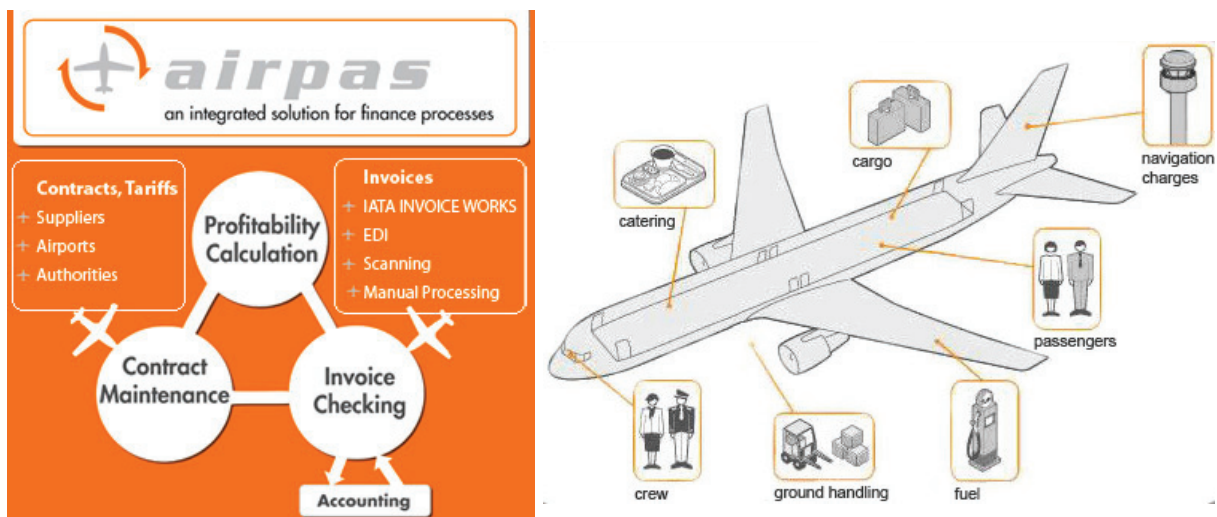 airpas
an integrated solution for finance processes
Contracts, Tariffs
Suppliers
Airports
Authorities
Profitability
Calculation
Invoices
IATA INVOICE WORKS
EDI
Scanning
Manual Processing
Contract
Maintenance
Invoice
Checking
Accounting
catering
cargo
navigation
charges
passengers
crew
ground handling
fuel